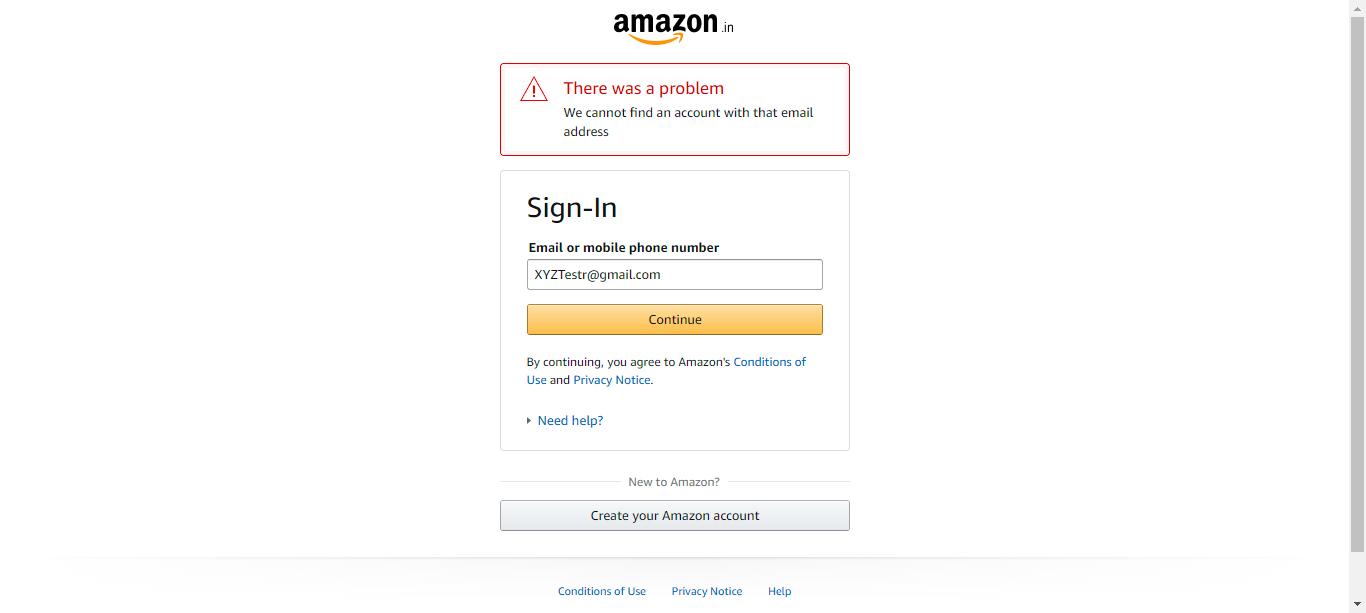 amazon.in
There was a problem
We cannot find an account with that email
address
Sign-In
Email or mobile phone number
XYZTestr@gmail.com
Continue
By continuing, you agree to Amazon's Conditions of
Use and Privacy Notice.
Need help?
New to Amazon?
Create your Amazon account
Conditions of Use Privacy Notice Help